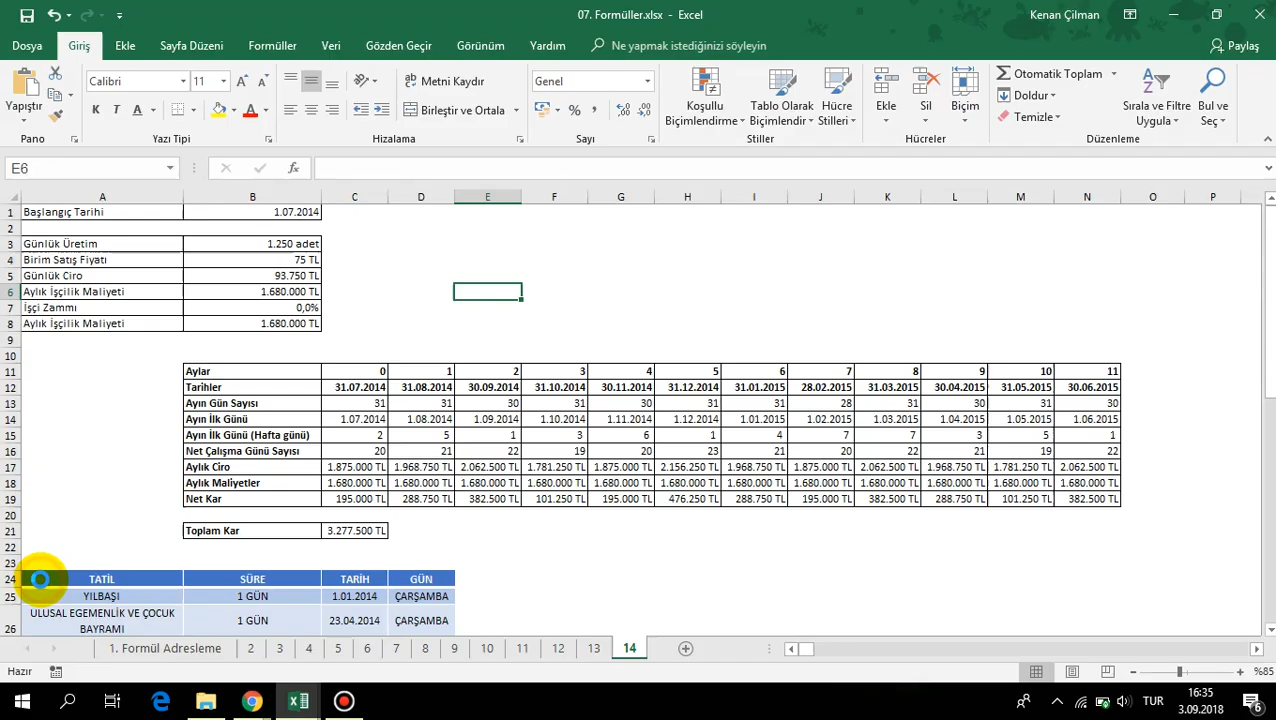 07. Formüller.xlsx - Excel
Kenan Çilman
Dosya Giriş Ekle Sayfa Düzeni Formüller Veri Gözden Geçir Görünüm Yardım Ne yapmak istediğinizi söyleyin Paylaş
Yapıştır
Calibri 11
K T A
Metni Kaydır
Birleştir ve Ortala
Genel
Koşullu Biçimlendirme
Tablo Olarak Biçimlendir
Hücre Stilleri
Ekle Sil Biçim
Otomatik Toplam
Doldur
Temizle
Sırala ve Filtre Uygula
Bul ve Seç
Pano Yazı Tipi Hizalama Sayı Stiller Hücreler Düzenleme
E6 fx
A B C D E F G H I J K L M N O P
1 Başlangıç Tarihi 1.07.2014
2
3 Günlük Üretim 1.250 adet
4 Birim Satış Fiyatı 75 TL
5 Günlük Ciro 93.750 TL
6 Aylık İşçilik Maliyeti 1.680.000 TL
7 İşçi Zammı 0,0%
8 Aylık İşçilik Maliyeti 1.680.000 TL
9
10
11 Aylar 0 1 2 3 4 5 6 7 8 9 10 11
12 Tarihler 31.07.2014 31.08.2014 30.09.2014 31.10.2014 30.11.2014 31.12.2014 31.01.2015 28.02.2015 31.03.2015 30.04.2015 31.05.2015 30.06.2015
13 Ayın Gün Sayısı 31 31 30 31 30 31 31 28 31 30 31 30
14 Ayın İlk Günü 1.07.2014 1.08.2014 1.09.2014 1.10.2014 1.11.2014 1.12.2014 1.01.2015 1.02.2015 1.03.2015 1.04.2015 1.05.2015 1.06.2015
15 Ayın İlk Günü (Hafta günü) 2 5 1 3 6 1 4 7 7 3 5 1
16 Net Çalışma Günü Sayısı 20 21 22 19 20 23 21 20 22 21 19 22
17 Aylık Ciro 1.875.000 TL 1.968.750 TL 2.062.500 TL 1.781.250 TL 1.875.000 TL 2.156.250 TL 1.968.750 TL 1.875.000 TL 2.062.500 TL 1.968.750 TL 1.781.250 TL 2.062.500 TL
18 Aylık Maliyetler 1.680.000 TL 1.680.000 TL 1.680.000 TL 1.680.000 TL 1.680.000 TL 1.680.000 TL 1.680.000 TL 1.680.000 TL 1.680.000 TL 1.680.000 TL 1.680.000 TL 1.680.000 TL
19 Net Kar 195.000 TL 288.750 TL 382.500 TL 101.250 TL 195.000 TL 476.250 TL 288.750 TL 195.000 TL 382.500 TL 288.750 TL 101.250 TL 382.500 TL
20
21 Toplam Kar 3.277.500 TL
22
23
24 TATİL SÜRE TARİH GÜN
25 YILBAŞI 1 GÜN 1.01.2014 ÇARŞAMBA
26 ULUSAL EGEMENLİK VE ÇOCUK BAYRAMI 1 GÜN 23.04.2014 ÇARŞAMBA
1. Formül Adresleme 2 3 4 5 6 7 8 9 10 11 12 13 14
Hazır %85
TUR
16:35
3.09.2018
6